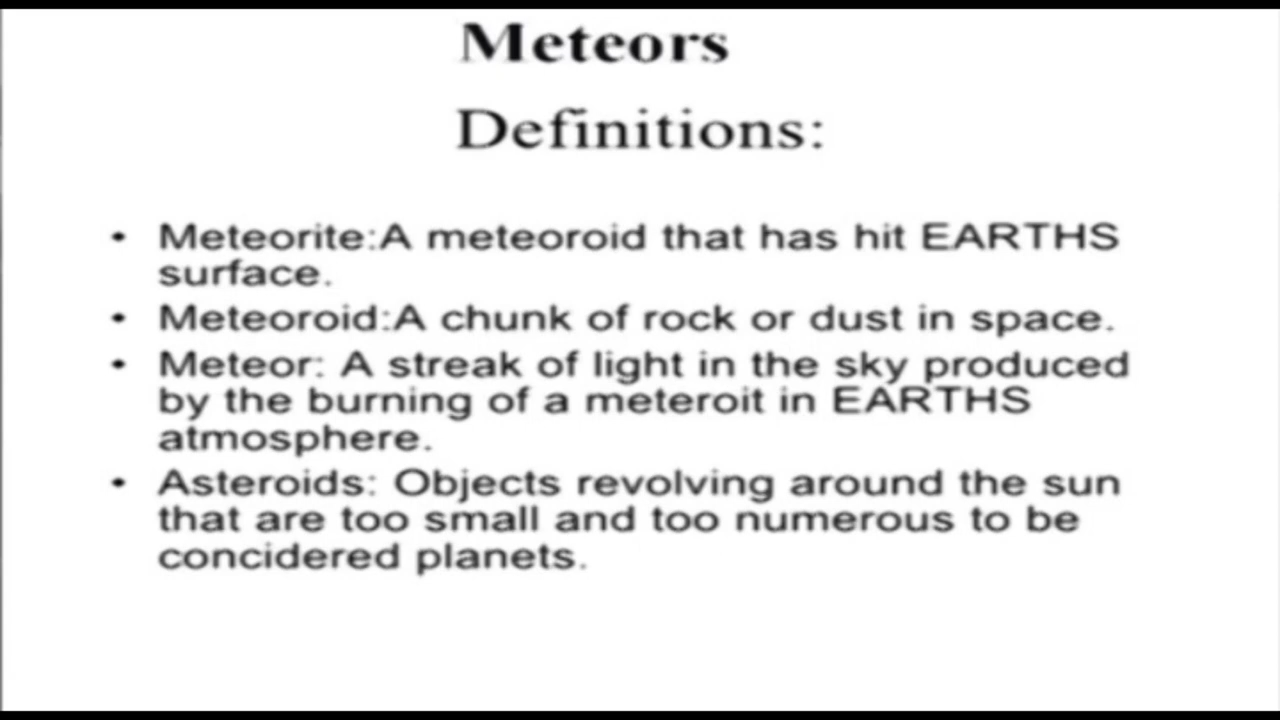 Meteors
Definitions:
• Meteorite:A meteoroid that has hit EARTHS
surface.
• Meteoroid:A chunk of rock or dust in space.
• Meteor: A streak of light in the sky produced
by the burning of a meteroit in EARTHS
atmosphere.
• Asteroids: Objects revolving around the sun
that are too small and too numerous to be
concidered planets.